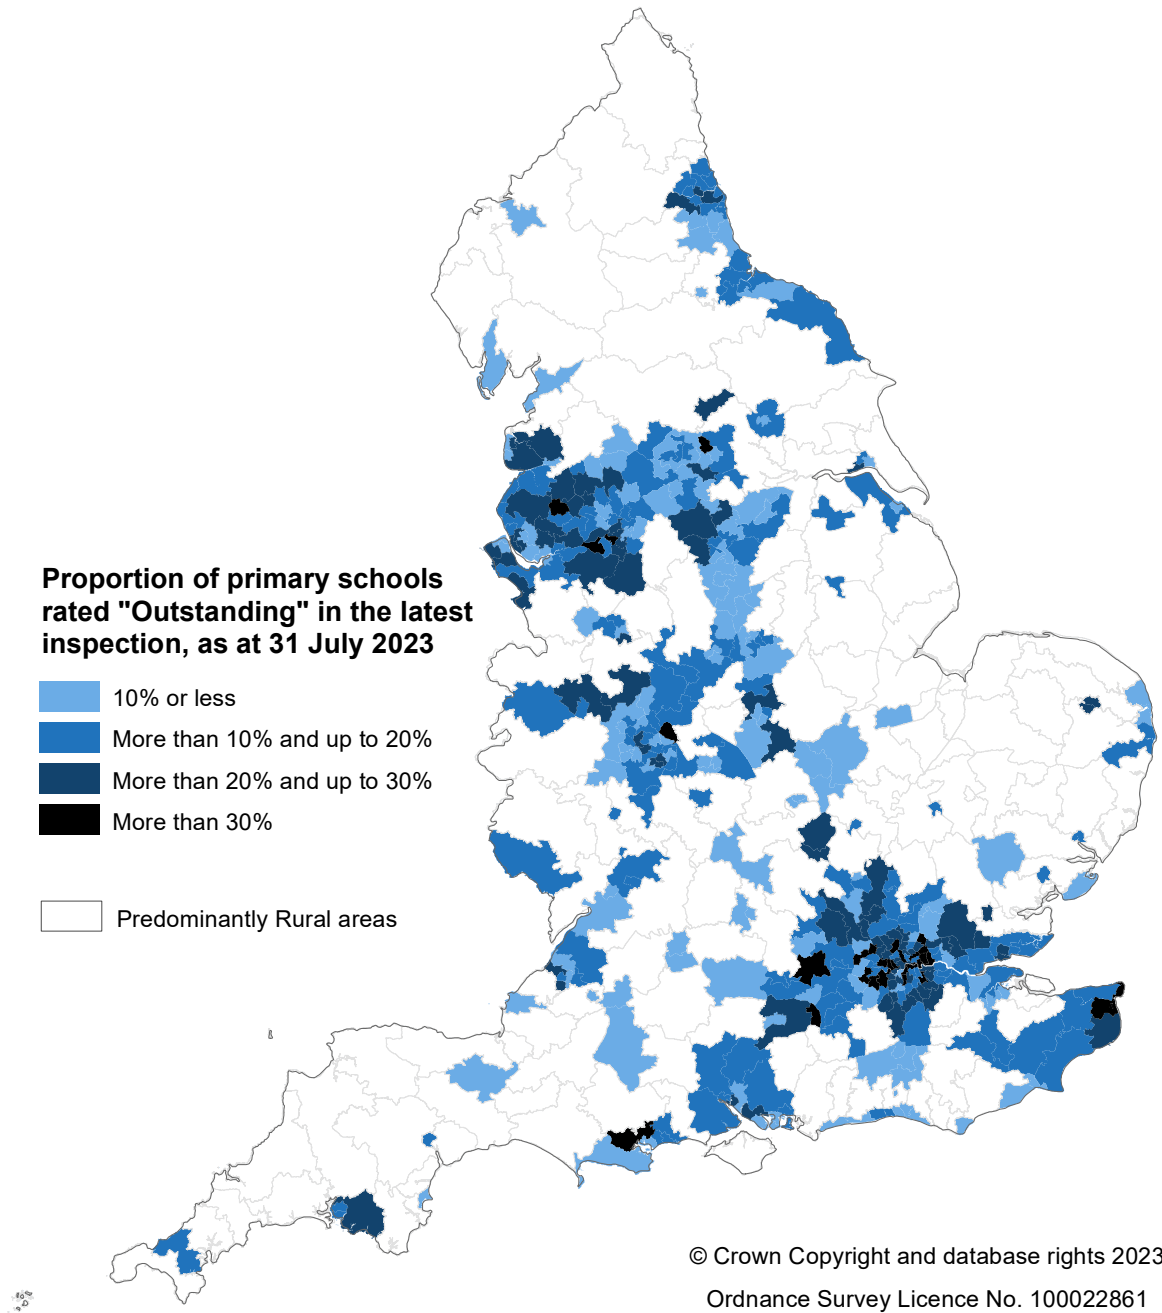 Proportion of primary schools
rated "Outstanding" in the latest
inspection, as at 31 July 2023
10% or less
More than 10% and up to 20%
More than 20% and up to 30%
More than 30%
Predominantly Rural areas
© Crown Copyright and database rights 2023
Ordnance Survey Licence No. 100022861